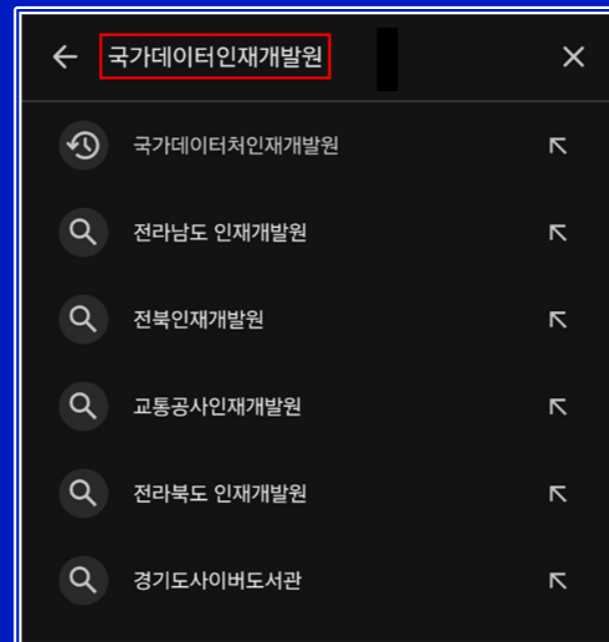 국가데이터인재개발원
국가데이터처인재개발원
전라남도 인재개발원
전북인재개발원
교통공사인재개발원
전라북도 인재개발원
경기도사이버도서관